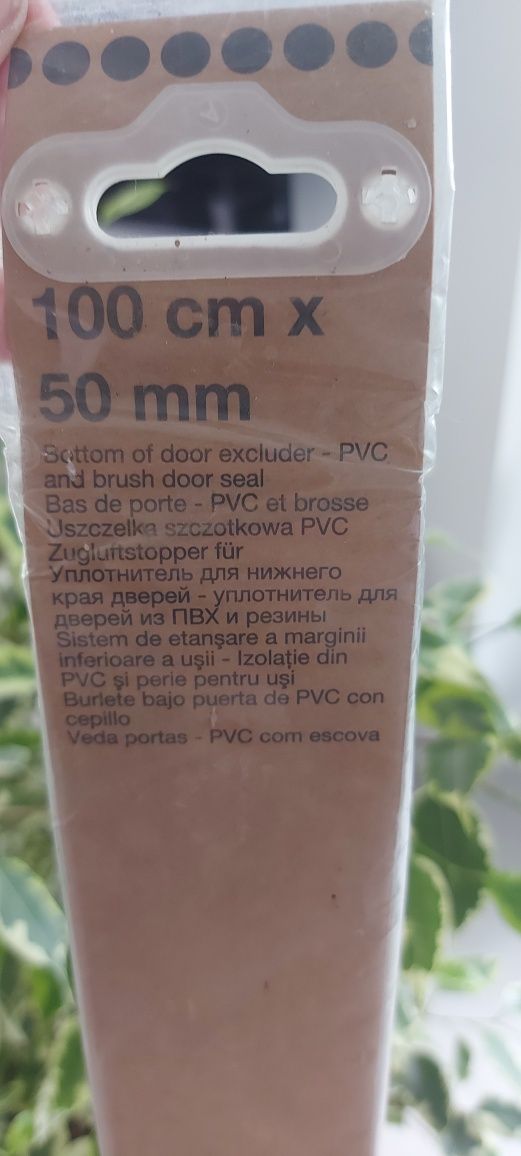 100 cm x
50 mm
Bottom of door excluder - PVC
and brush door seal
Bas de porte - PVC et brosse
Uszczelka szczotkowa PVC
Zugluftstopper für
Уплотнитель для нижнего
края дверей - уплотнитель для
дверей из ПВХ и резины
Sistem de etanşare a marginii
inferioare a uşii - Izolaţie din
PVC şi perie pentru uşi
Burlete bajo puerta de PVC con
cepillo
Veda portas - PVC com escova